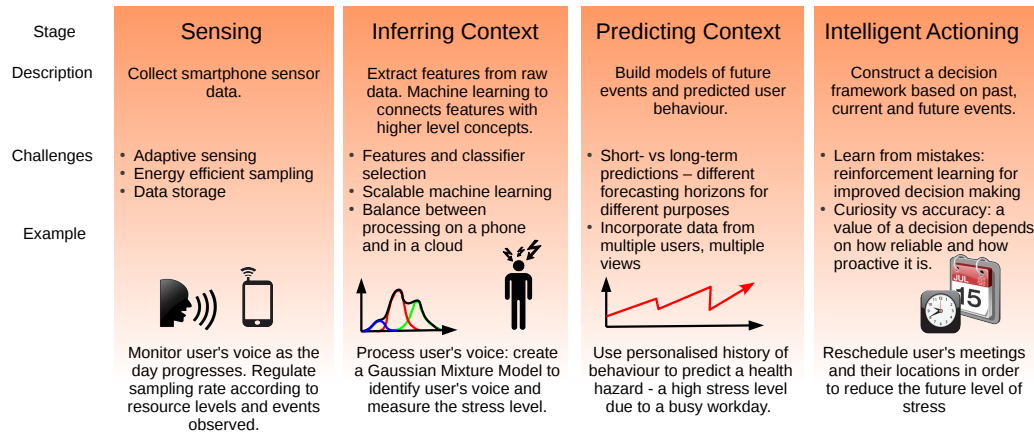 Stage
Sensing
Inferring Context
Predicting Context
Intelligent Actioning
Description
Collect smartphone sensor
data.
Extract features from raw
data. Machine learning to
connects features with
higher level concepts.
Build models of future
events and predicted user
behaviour.
Construct a decision
framework based on past,
current and future events.
Challenges
• Adaptive sensing
• Energy efficient sampling
• Data storage
• Features and classifier
selection
• Scalable machine learning
• Balance between
processing on a phone
and in a cloud
• Short- vs long-term
predictions – different
forecasting horizons for
different purposes
• Incorporate data from
multiple users, multiple
views
• Learn from mistakes:
reinforcement learning for
improved decision making
• Curiosity vs accuracy: a
value of a decision depends
on how reliable and how
proactive it is.
Example
JUL
15
Monitor user's voice as the
day progresses. Regulate
sampling rate according to
resource levels and events
observed.
Process user's voice: create
a Gaussian Mixture Model to
identify user's voice and
measure the stress level.
Use personalised history of
behaviour to predict a health
hazard - a high stress level
due to a busy workday.
Reschedule user's meetings
and their locations in order
to reduce the future level of
stress